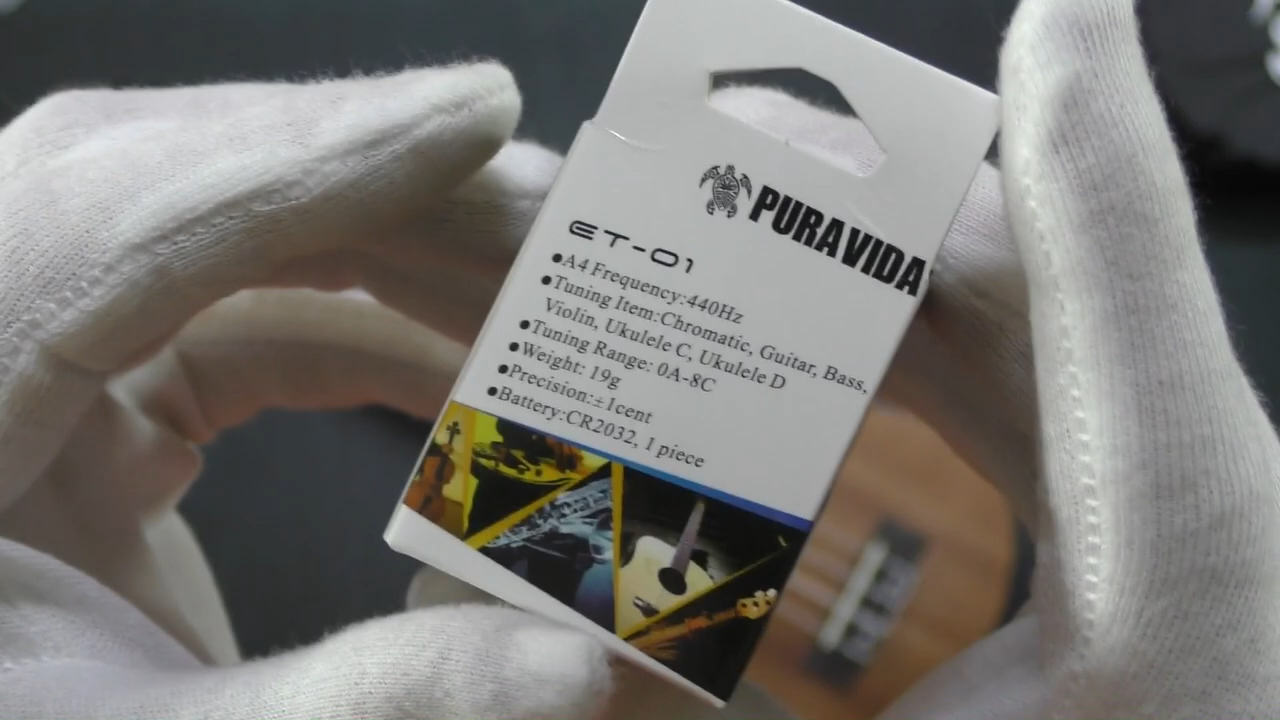 PURAVIDA
ET-01
●A4 Frequency:440Hz
●Tuning Item:Chromatic, Guitar, Bass,
Violin, Ukulele C, Ukulele D
●Tuning Range: 0A-8C
●Weight: 19g
●Precision:±1cent
●Battery:CR2032, 1 piece